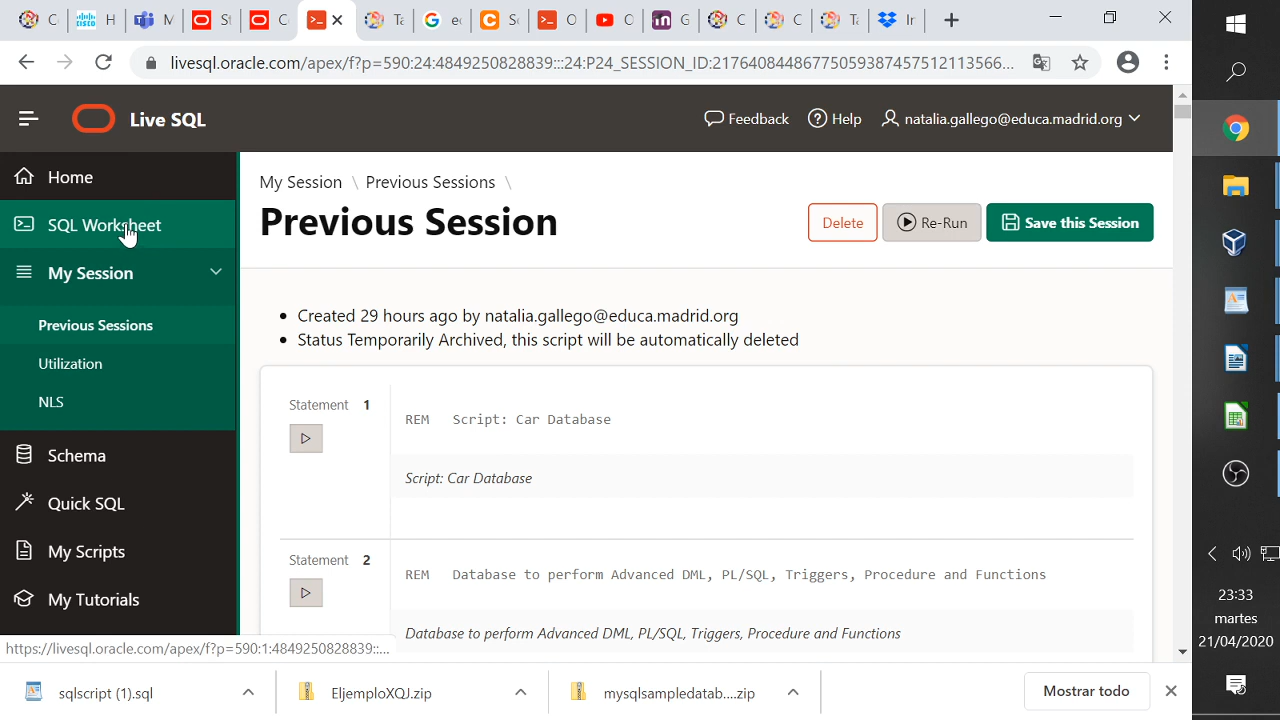 C
H
M
S
C
T
e
S
O
C
in
G
C
C
T
Ir
livesql.oracle.com/apex/f?p=590:24:4849250828839:::24:P24_SESSION_ID:217640844867750593874575121135666...
Live SQL
Feedback
Help
natalia.gallego@educa.madrid.org
Home
SQL Worksheet
My Session
Previous Sessions
Utilization
NLS
Schema
Quick SQL
My Scripts
My Tutorials
My Session \ Previous Sessions \
Previous Session
Delete
Re-Run
Save this Session
Created 29 hours ago by natalia.gallego@educa.madrid.org
Status Temporarily Archived, this script will be automatically deleted
Statement 1
REM Script: Car Database
Script: Car Database
Statement 2
REM Database to perform Advanced DML, PL/SQL, Triggers, Procedure and Functions
Database to perform Advanced DML, PL/SQL, Triggers, Procedure and Functions
https://livesql.oracle.com/apex/f?p=590:1:4849250828839::...
sqlscript (1).sql
EljemploXQJ.zip
mysqlsampledatab....zip
Mostrar todo
23:33
martes
21/04/2020